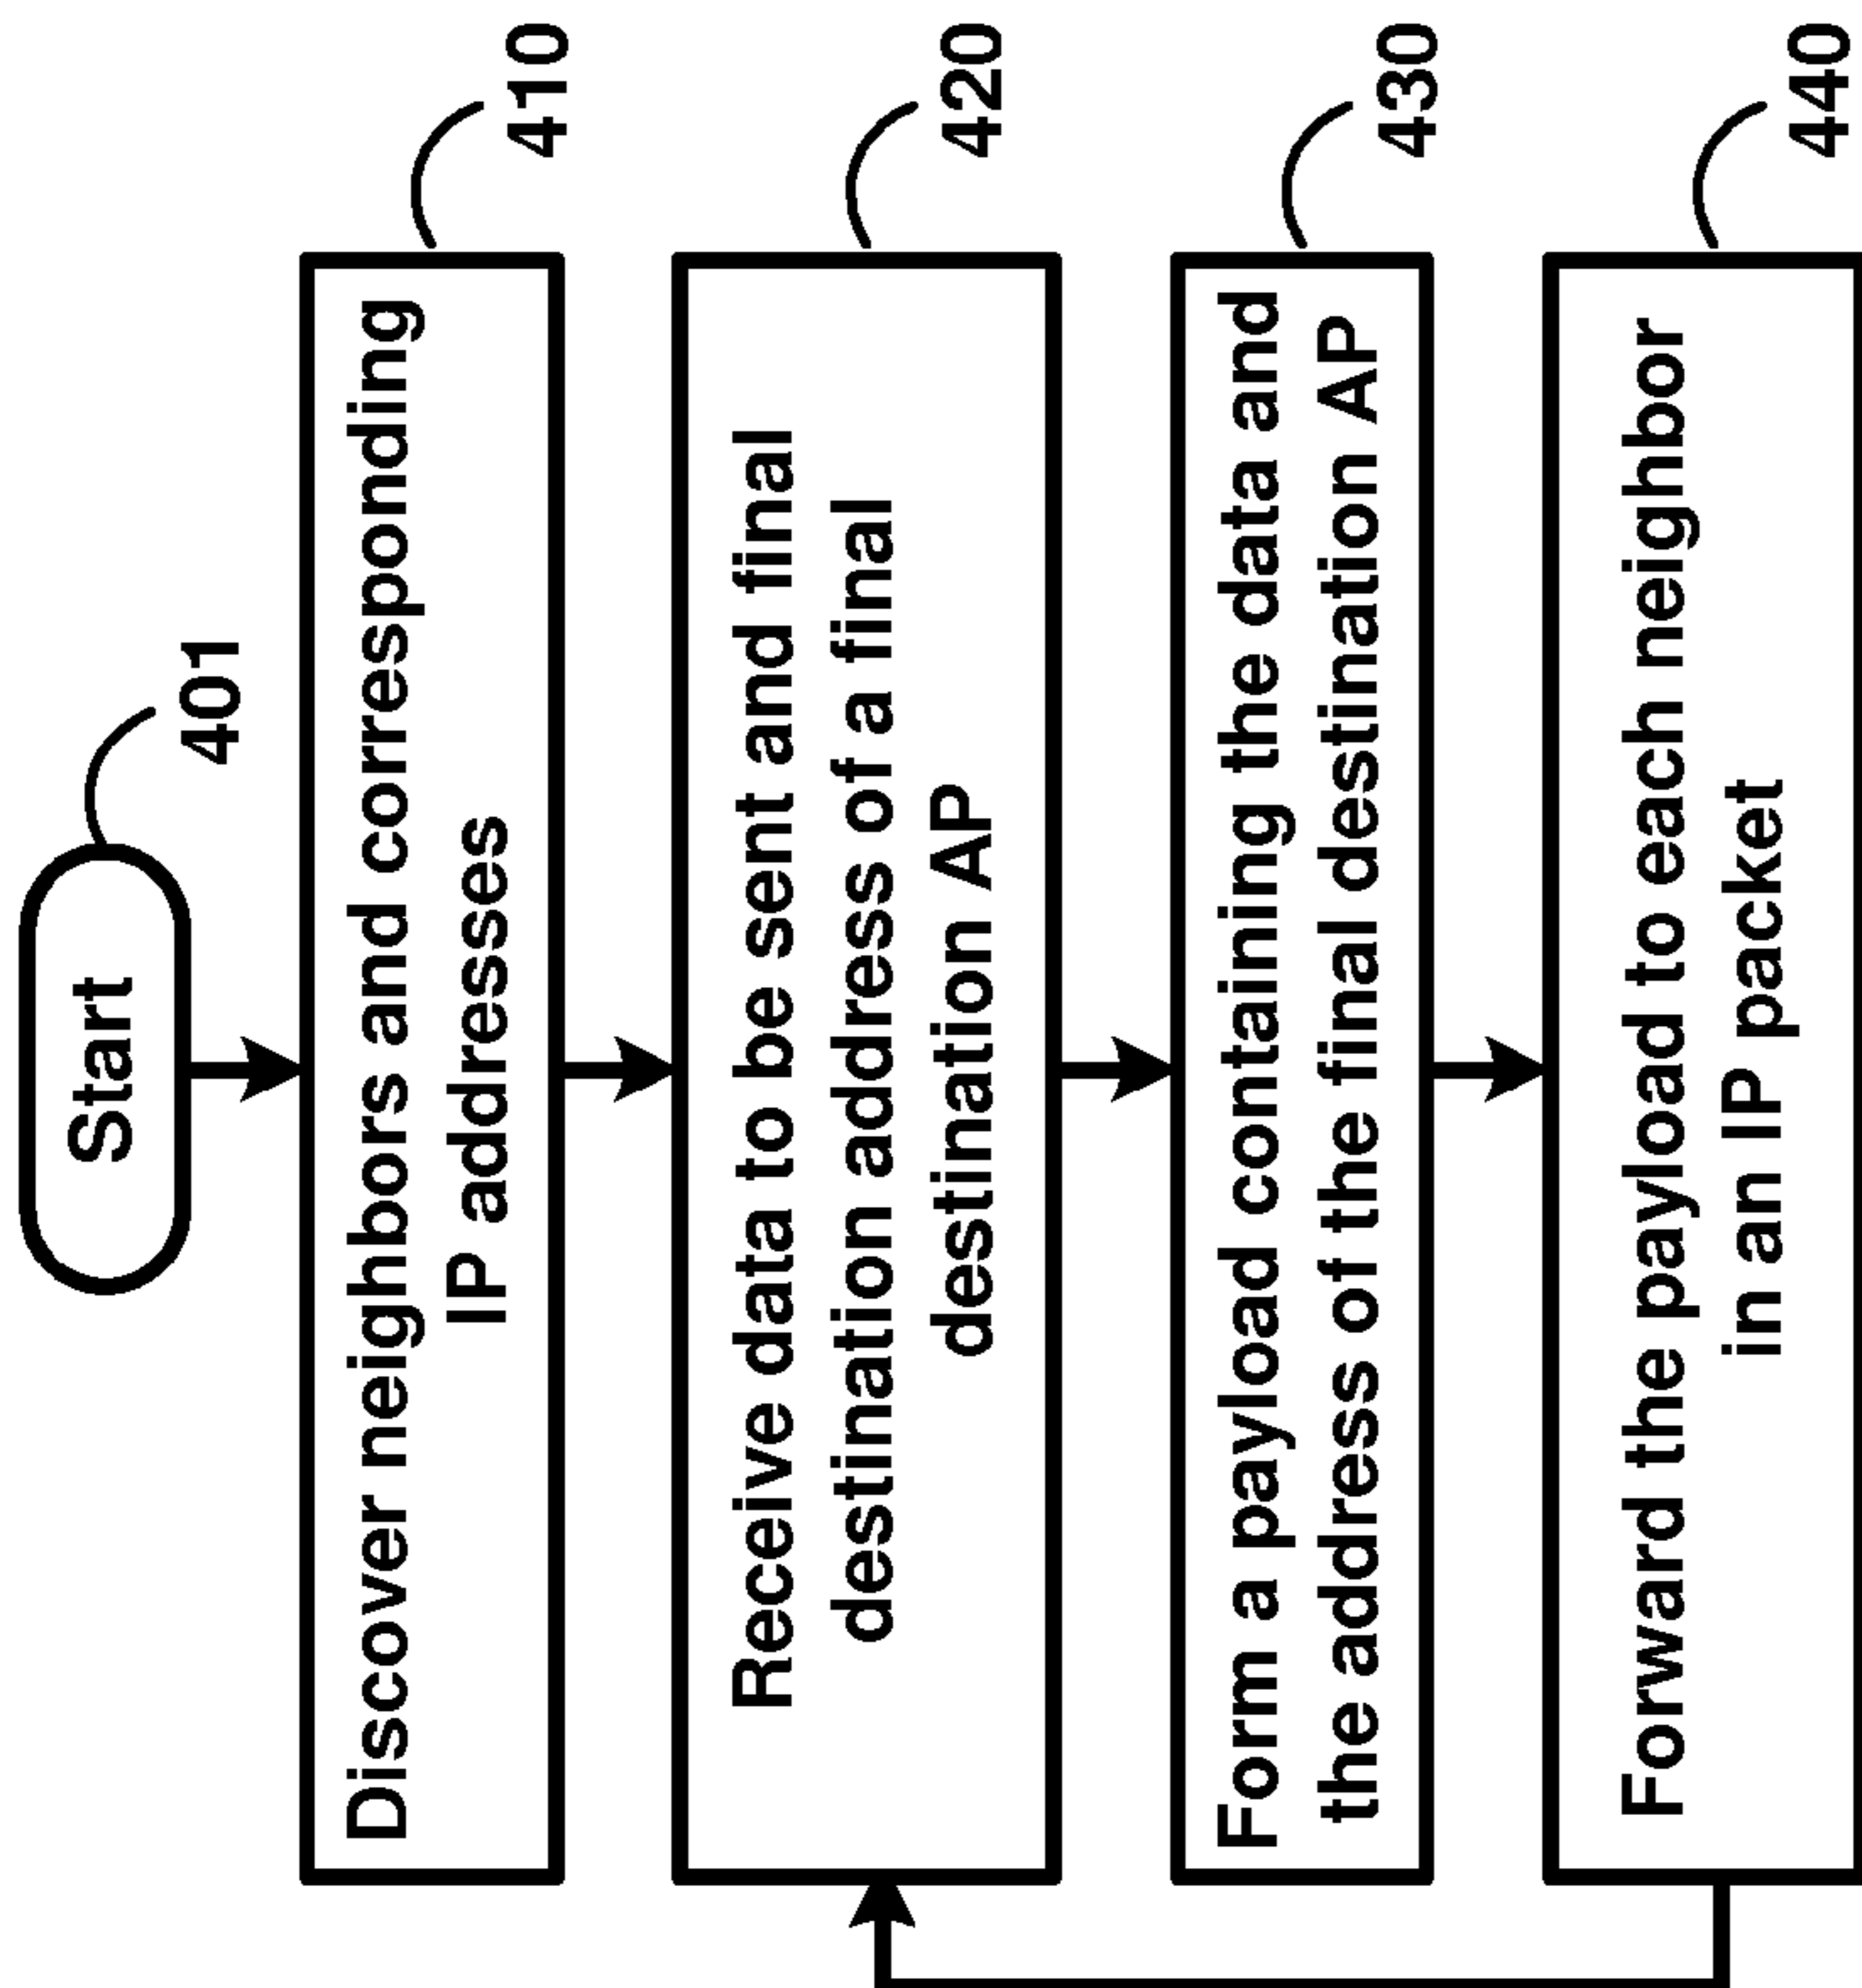 Start
401
Discover neighbors and corresponding
IP addresses
410
Receive data to be sent and final
destination address of a final
destination AP
420
Form a payload containing the data and
the address of the final destination AP
430
Forward the payload to each neighbor
in an IP packet
440